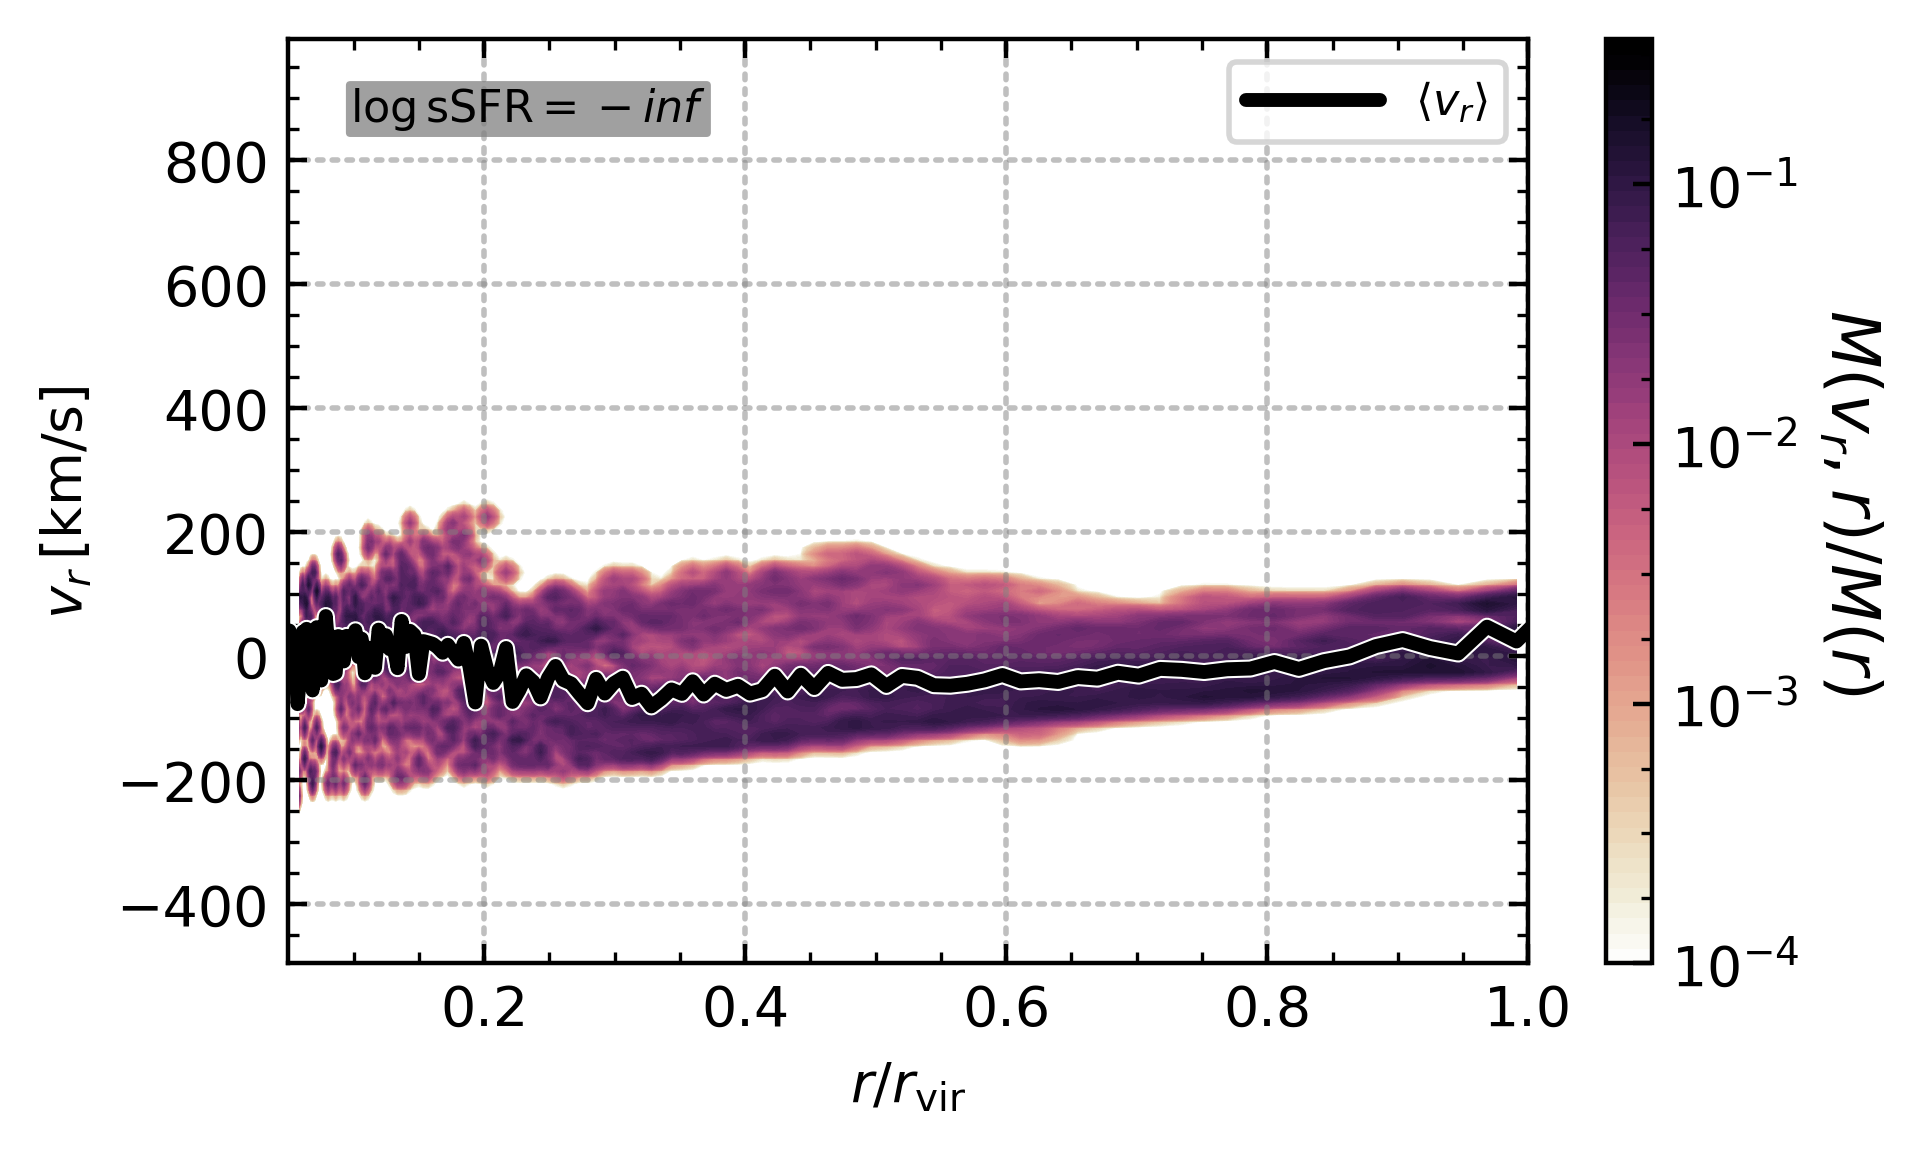 log sSFR = −inf
⟨v_r⟩
800
600
400
200
0
−200
−400
v_r [km/s]
0.2 0.4 0.6 0.8 1.0
r/r_vir
10^−1
10^−2
10^−3
10^−4
M(v_r, r)/M(r)